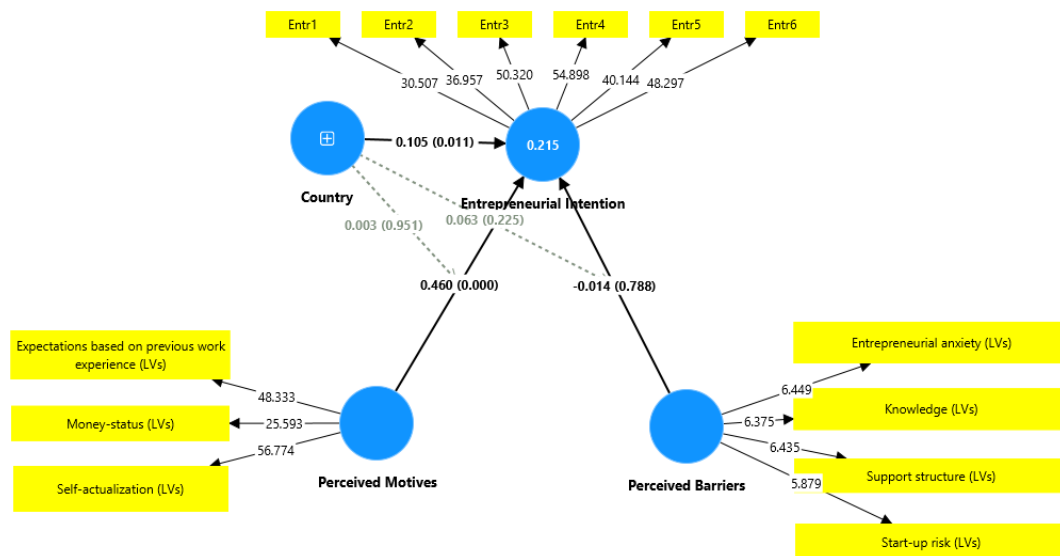 Entr1
Entr2
Entr3
Entr4
Entr5
Entr6
30.507
36.957
50.320
54.898
40.144
48.297
0.105 (0.011)
0.215
Country
Entrepreneurial Intention
0.003 (0.951)
0.063 (0.225)
0.460 (0.000)
-0.014 (0.788)
Expectations based on previous work
experience (LVs)
Money-status (LVs)
Self-actualization (LVs)
48.333
25.593
56.774
Perceived Motives
Perceived Barriers
6.449
6.375
6.435
5.879
Entrepreneurial anxiety (LVs)
Knowledge (LVs)
Support structure (LVs)
Start-up risk (LVs)